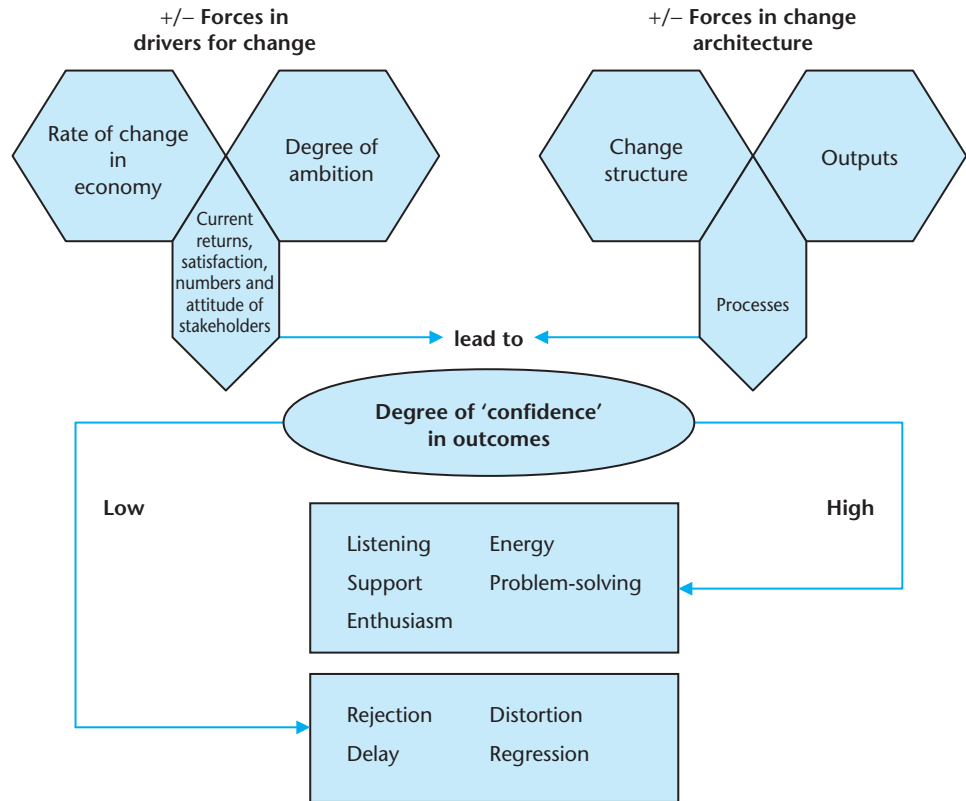 +/– Forces in
drivers for change
+/– Forces in change
architecture
Rate of change
in
economy
Degree of
ambition
Current
returns,
satisfaction,
numbers and
attitude of
stakeholders
Change
structure
Outputs
Processes
lead to
Degree of ‘confidence’
in outcomes
Low
High
Listening Energy
Support Problem-solving
Enthusiasm
Rejection Distortion
Delay Regression